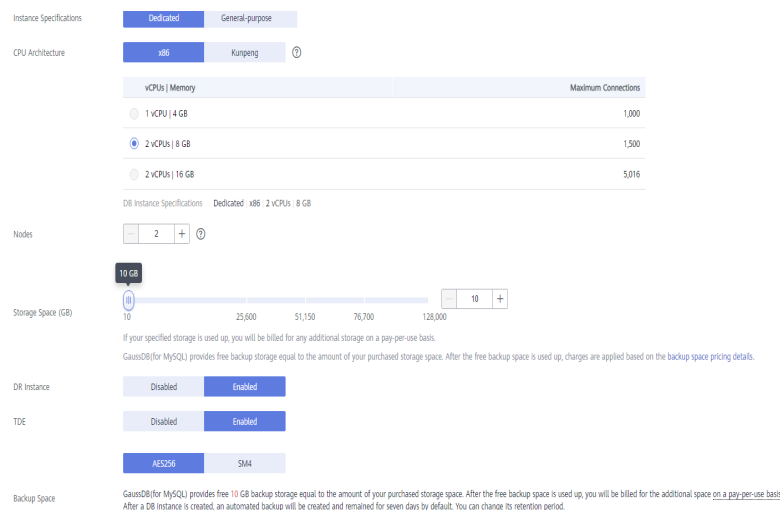 Instance Specifications Dedicated General-purpose
CPU Architecture x86 Kunpeng ?
vCPUs | Memory Maximum Connections
1 vCPU | 4 GB 1,000
2 vCPUs | 8 GB 1,500
2 vCPUs | 16 GB 5,016
DB Instance Specifications Dedicated | x86 | 2 vCPUs | 8 GB
Nodes − 2 + ?
10 GB
Storage Space (GB) − 10 +
10 25,600 51,150 76,700 128,000
If your specified storage is used up, you will be billed for any additional storage on a pay-per-use basis.
GaussDB(for MySQL) provides free backup storage equal to the amount of your purchased storage space. After the free backup space is used up, charges are applied based on the backup space pricing details.
DR Instance Disabled Enabled
TDE Disabled Enabled
AES256 SM4
Backup Space GaussDB(for MySQL) provides free 10 GB backup storage equal to the amount of your purchased storage space. After the free backup space is used up, you will be billed for the additional space on a pay-per-use basis
After a DB instance is created, an automated backup will be created and remained for seven days by default. You can change its retention period.